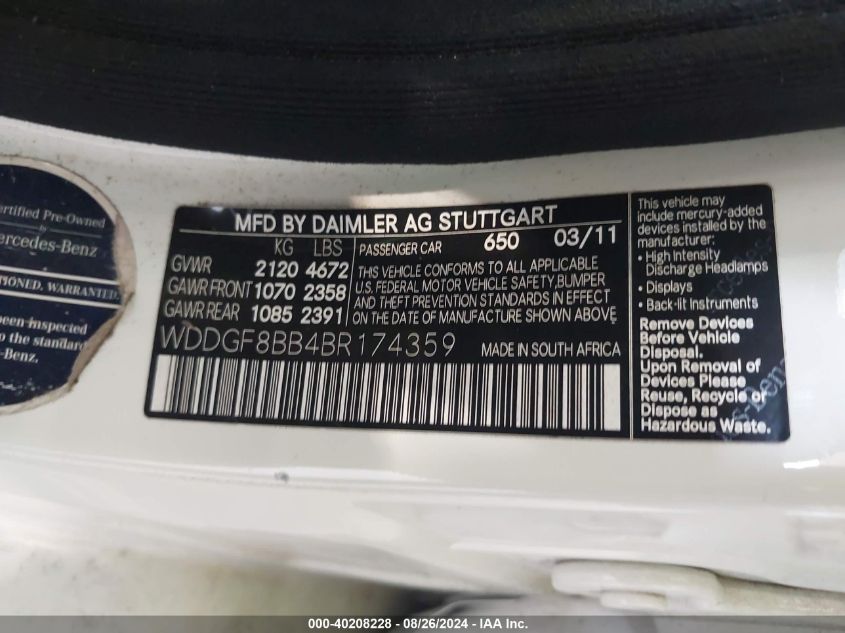 ertified Pre-Owned
ercedes-Benz
TIONED. WARRANTED.
been inspected
to the standards
-Benz.
MFD BY DAIMLER AG STUTTGART
KG LBS PASSENGER CAR 650 03/11
GVWR 2120 4672
GAWR FRONT 1070 2358
GAWR REAR 1085 2391
THIS VEHICLE CONFORMS TO ALL APPLICABLE
U.S. FEDERAL MOTOR VEHICLE SAFETY,BUMPER
AND THEFT PREVENTION STANDARDS IN EFFECT
ON THE DATE OF MANUFACTURE SHOWN ABOVE.
WDDGF8BB4BR174359 MADE IN SOUTH AFRICA
This vehicle may
include mercury-added
devices installed by the
manufacturer:
• High Intensity
Discharge Headlamps
• Displays
• Back-lit Instruments
Remove Devices
Before Vehicle
Disposal.
Upon Removal of
Devices Please
Reuse, Recycle or
Dispose as
Hazardous Waste.
000-40208228 - 08/26/2024 - IAA Inc.